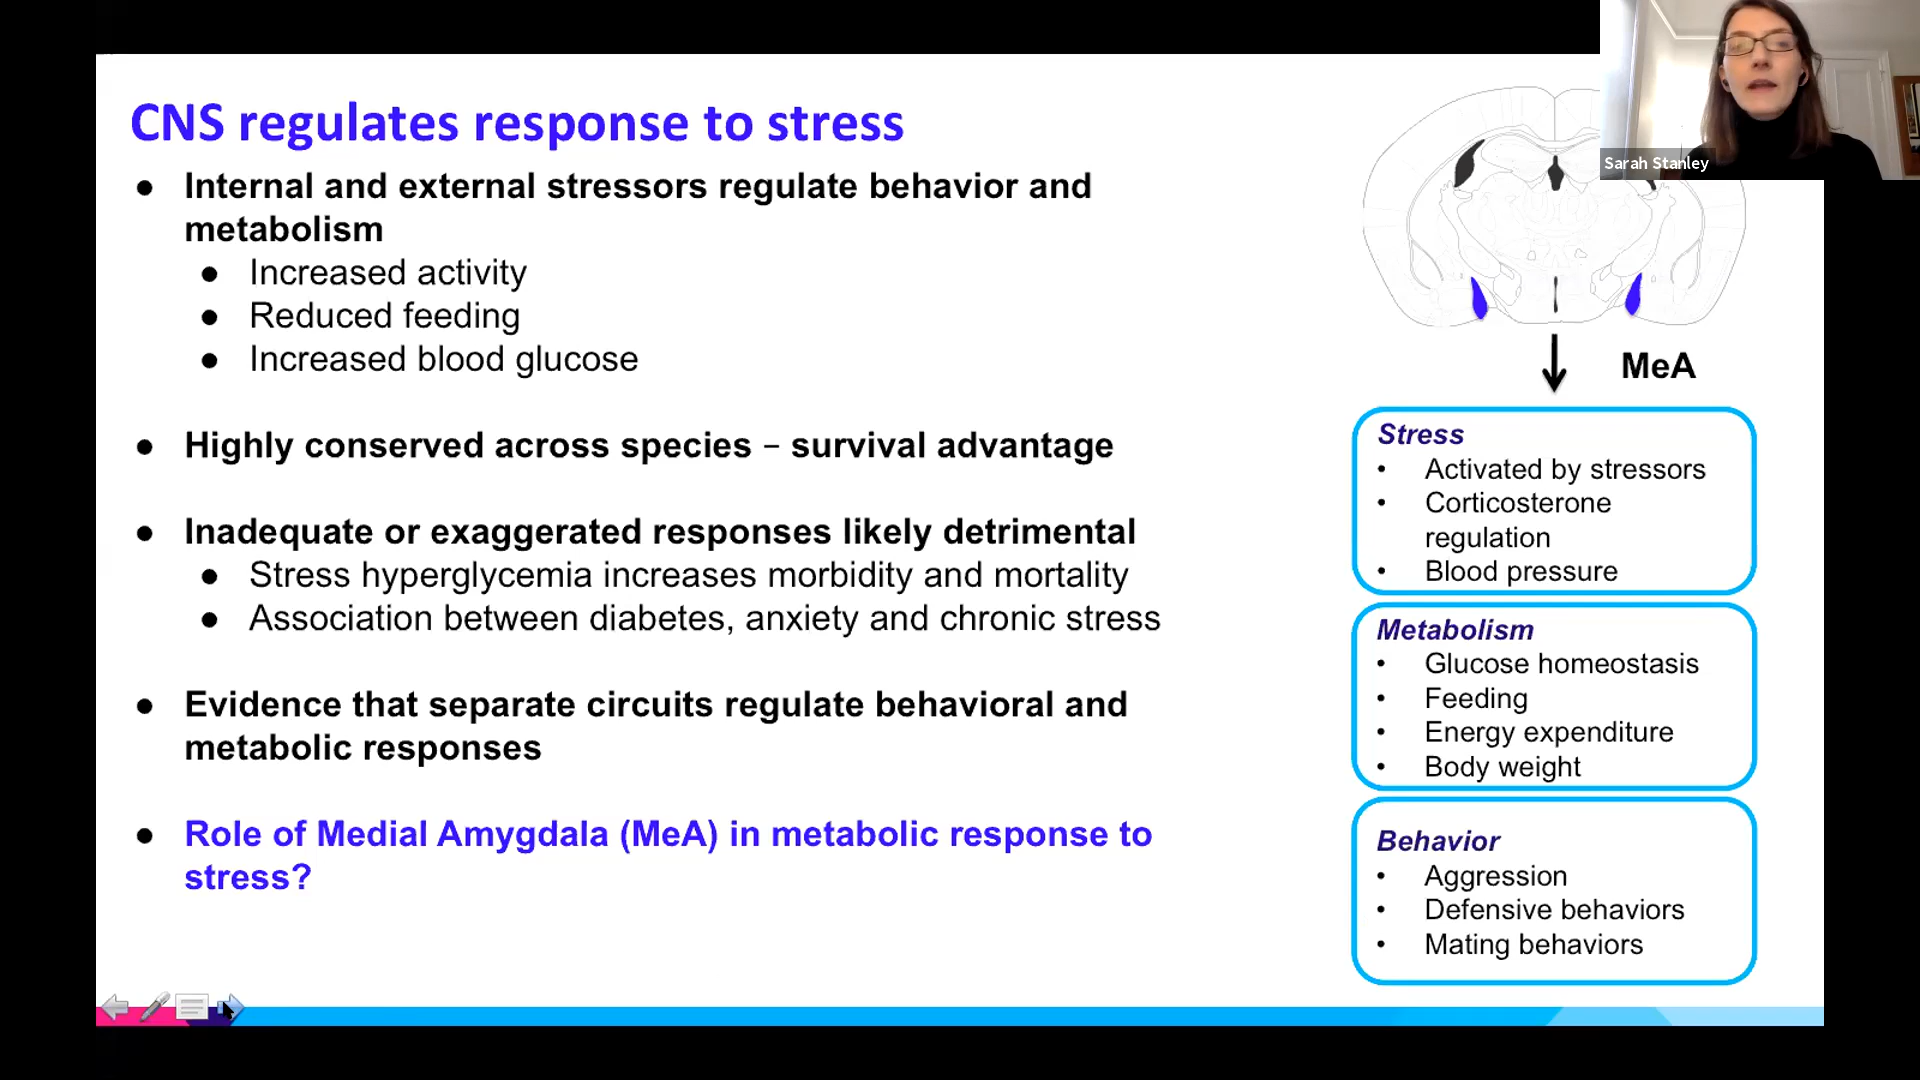 CNS regulates response to stress
● Internal and external stressors regulate behavior and
metabolism
● Increased activity
● Reduced feeding
● Increased blood glucose
● Highly conserved across species – survival advantage
● Inadequate or exaggerated responses likely detrimental
● Stress hyperglycemia increases morbidity and mortality
● Association between diabetes, anxiety and chronic stress
● Evidence that separate circuits regulate behavioral and
metabolic responses
● Role of Medial Amygdala (MeA) in metabolic response to
stress?
Sarah Stanley
MeA
Stress
• Activated by stressors
• Corticosterone
regulation
• Blood pressure
Metabolism
• Glucose homeostasis
• Feeding
• Energy expenditure
• Body weight
Behavior
• Aggression
• Defensive behaviors
• Mating behaviors